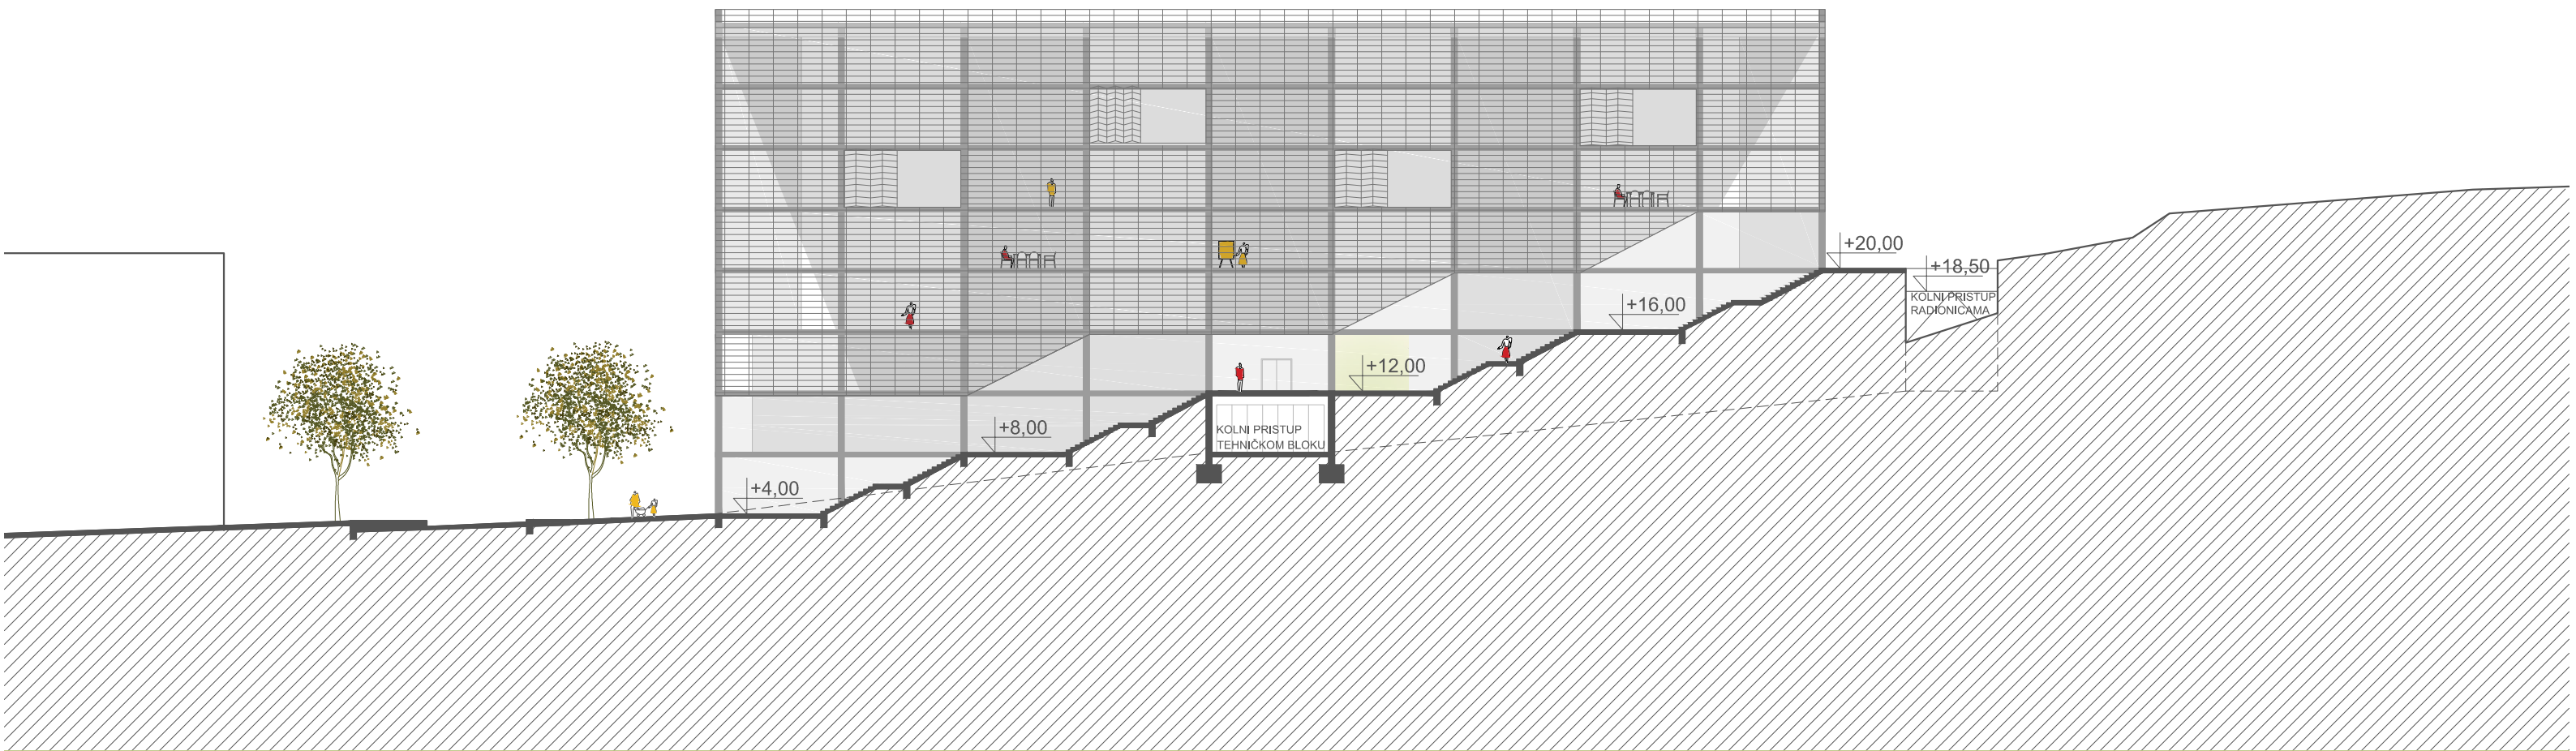 +20,00
+18,50
KOLNI PRISTUP
RADIONICAMA
+16,00
+12,00
+8,00
KOLNI PRISTUP
TEHNIČKOM BLOKU
+4,00